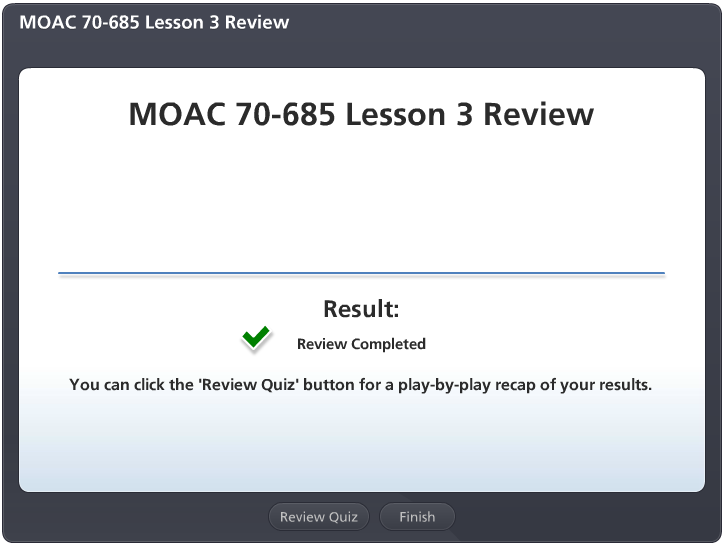 MOAC 70-685 Lesson 3 Review
MOAC 70-685 Lesson 3 Review
Result:
Review Completed
You can click the 'Review Quiz' button for a play-by-play recap of your results.
Review Quiz
Finish